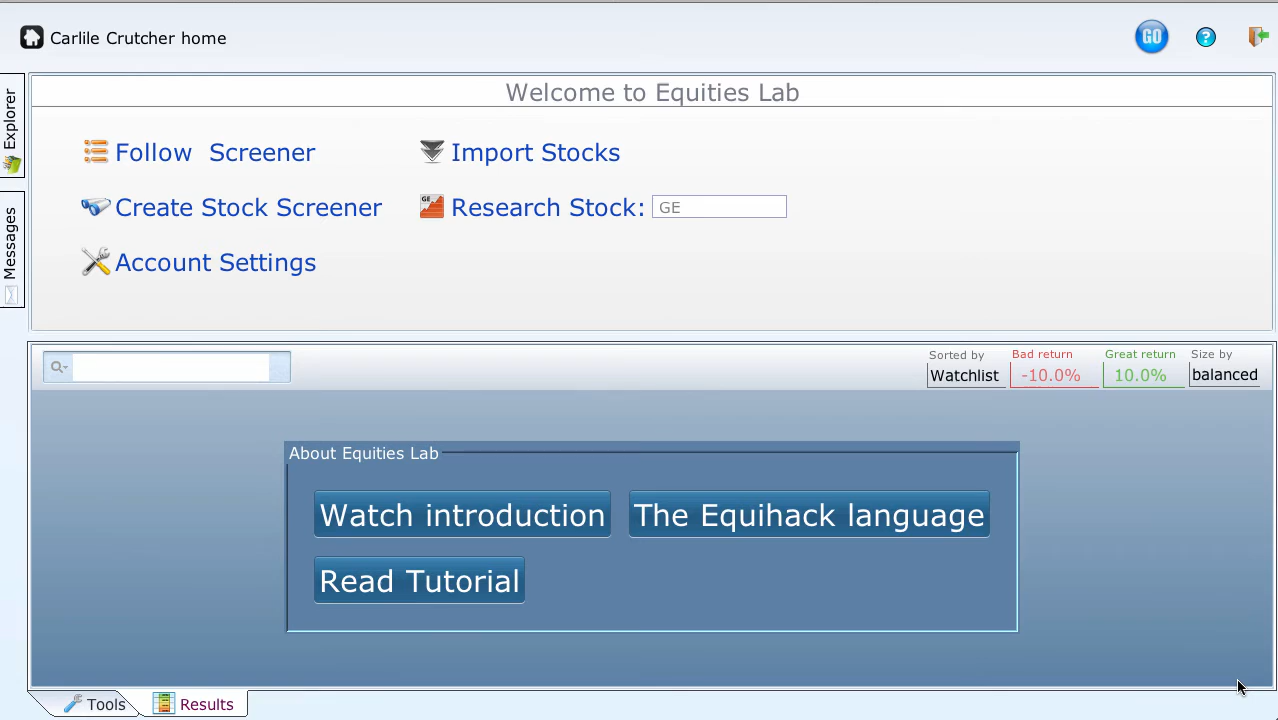 Carlile Crutcher home
GO
?
Explorer
Messages
Welcome to Equities Lab
Follow Screener
Import Stocks
Create Stock Screener
GE
Research Stock:
GE
Account Settings
Sorted by
Watchlist
Bad return
-10.0%
Great return
10.0%
Size by
balanced
About Equities Lab
Watch introduction
The Equihack language
Read Tutorial
Tools
Results